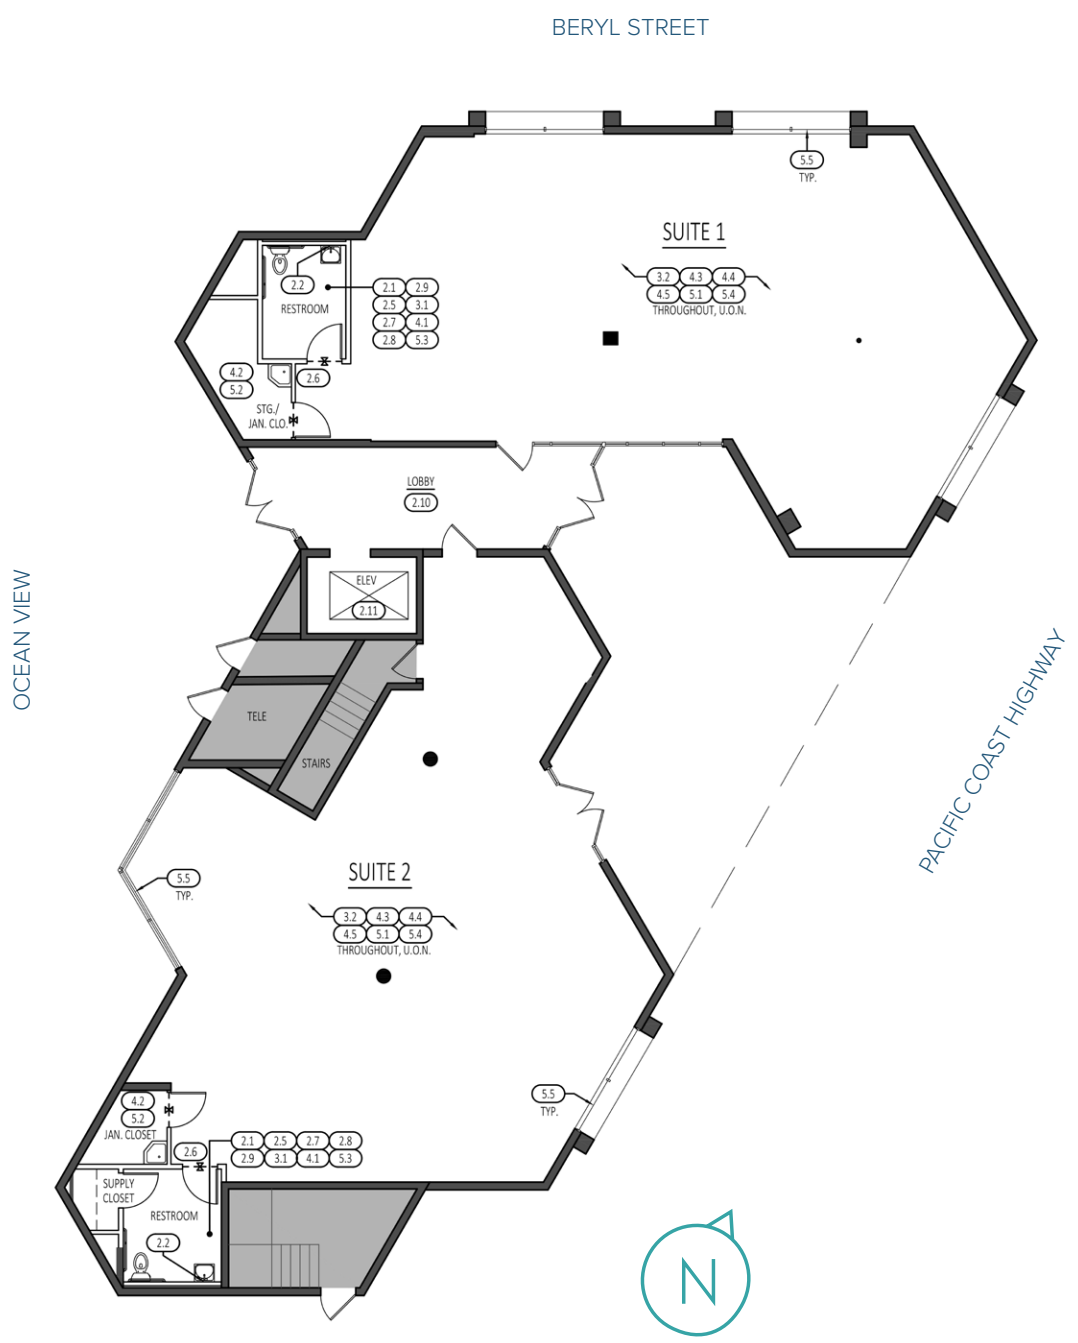 BERYL STREET
5.5
TYP.
SUITE 1
3.2 4.3 4.4
4.5 5.1 5.4
THROUGHOUT, U.O.N.
2.2
RESTROOM
2.1 2.9
2.5 3.1
2.7 4.1
2.8 5.3
2.6
4.2
5.2
STG./
JAN. CLO.
LOBBY
2.10
ELEV
2.11
OCEAN VIEW
PACIFIC COAST HIGHWAY
TELE
STAIRS
SUITE 2
5.5
TYP.
3.2 4.3 4.4
4.5 5.1 5.4
THROUGHOUT, U.O.N.
5.5
TYP.
4.2
5.2
JAN. CLOSET
2.6
2.1 2.5 2.7 2.8
2.9 3.1 4.1 5.3
SUPPLY
CLOSET
RESTROOM
2.2
N